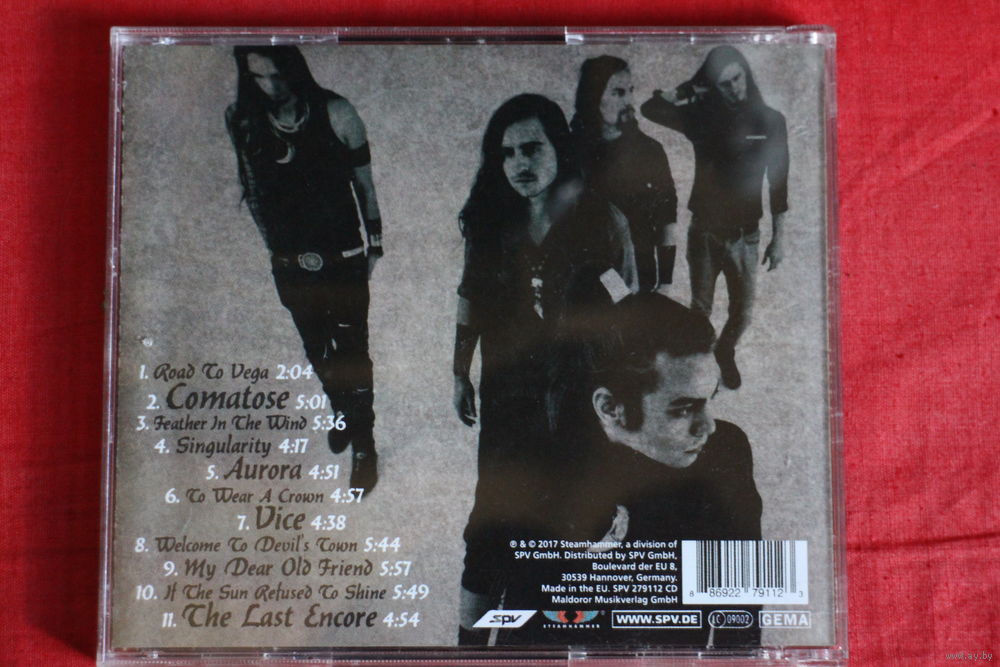 1. Road To Vega 2:04
2. Comatose 5:01
3. Feather In The Wind 5:36
4. Singularity 4:17
5. Aurora 4:51
6. To Wear A Crown 4:57
7. Vice 4:38
8. Welcome To Devil's Town 5:44
9. My Dear Old Friend 5:57
10. If The Sun Refused To Shine 5:49
11. The Last Encore 4:54
℗ & © 2017 Steamhammer, a division of
SPV GmbH. Distributed by SPV GmbH,
Boulevard der EU 8,
30539 Hannover, Germany.
Made in the EU. SPV 279112 CD
Maldoror Musikverlag GmbH
8 86922 79112 3
SPV
STEAMHAMMER
WWW.SPV.DE
LC 09002
GEMA
www.ay.by